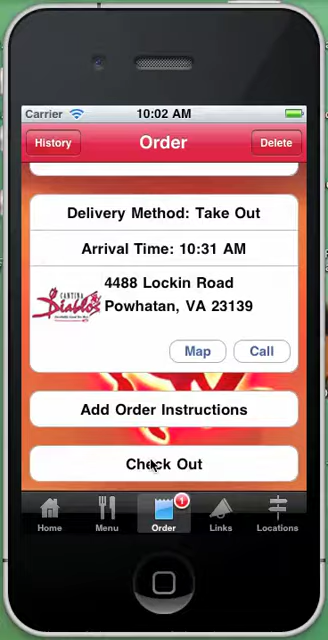 Carrier 10:02 AM
History Order Delete
Delivery Method: Take Out
Arrival Time: 10:31 AM
4488 Lockin Road
CANTINA
Diablos
Powhatan, VA 23139
Map Call
Add Order Instructions
Check Out
1
Home Menu Order Links Locations